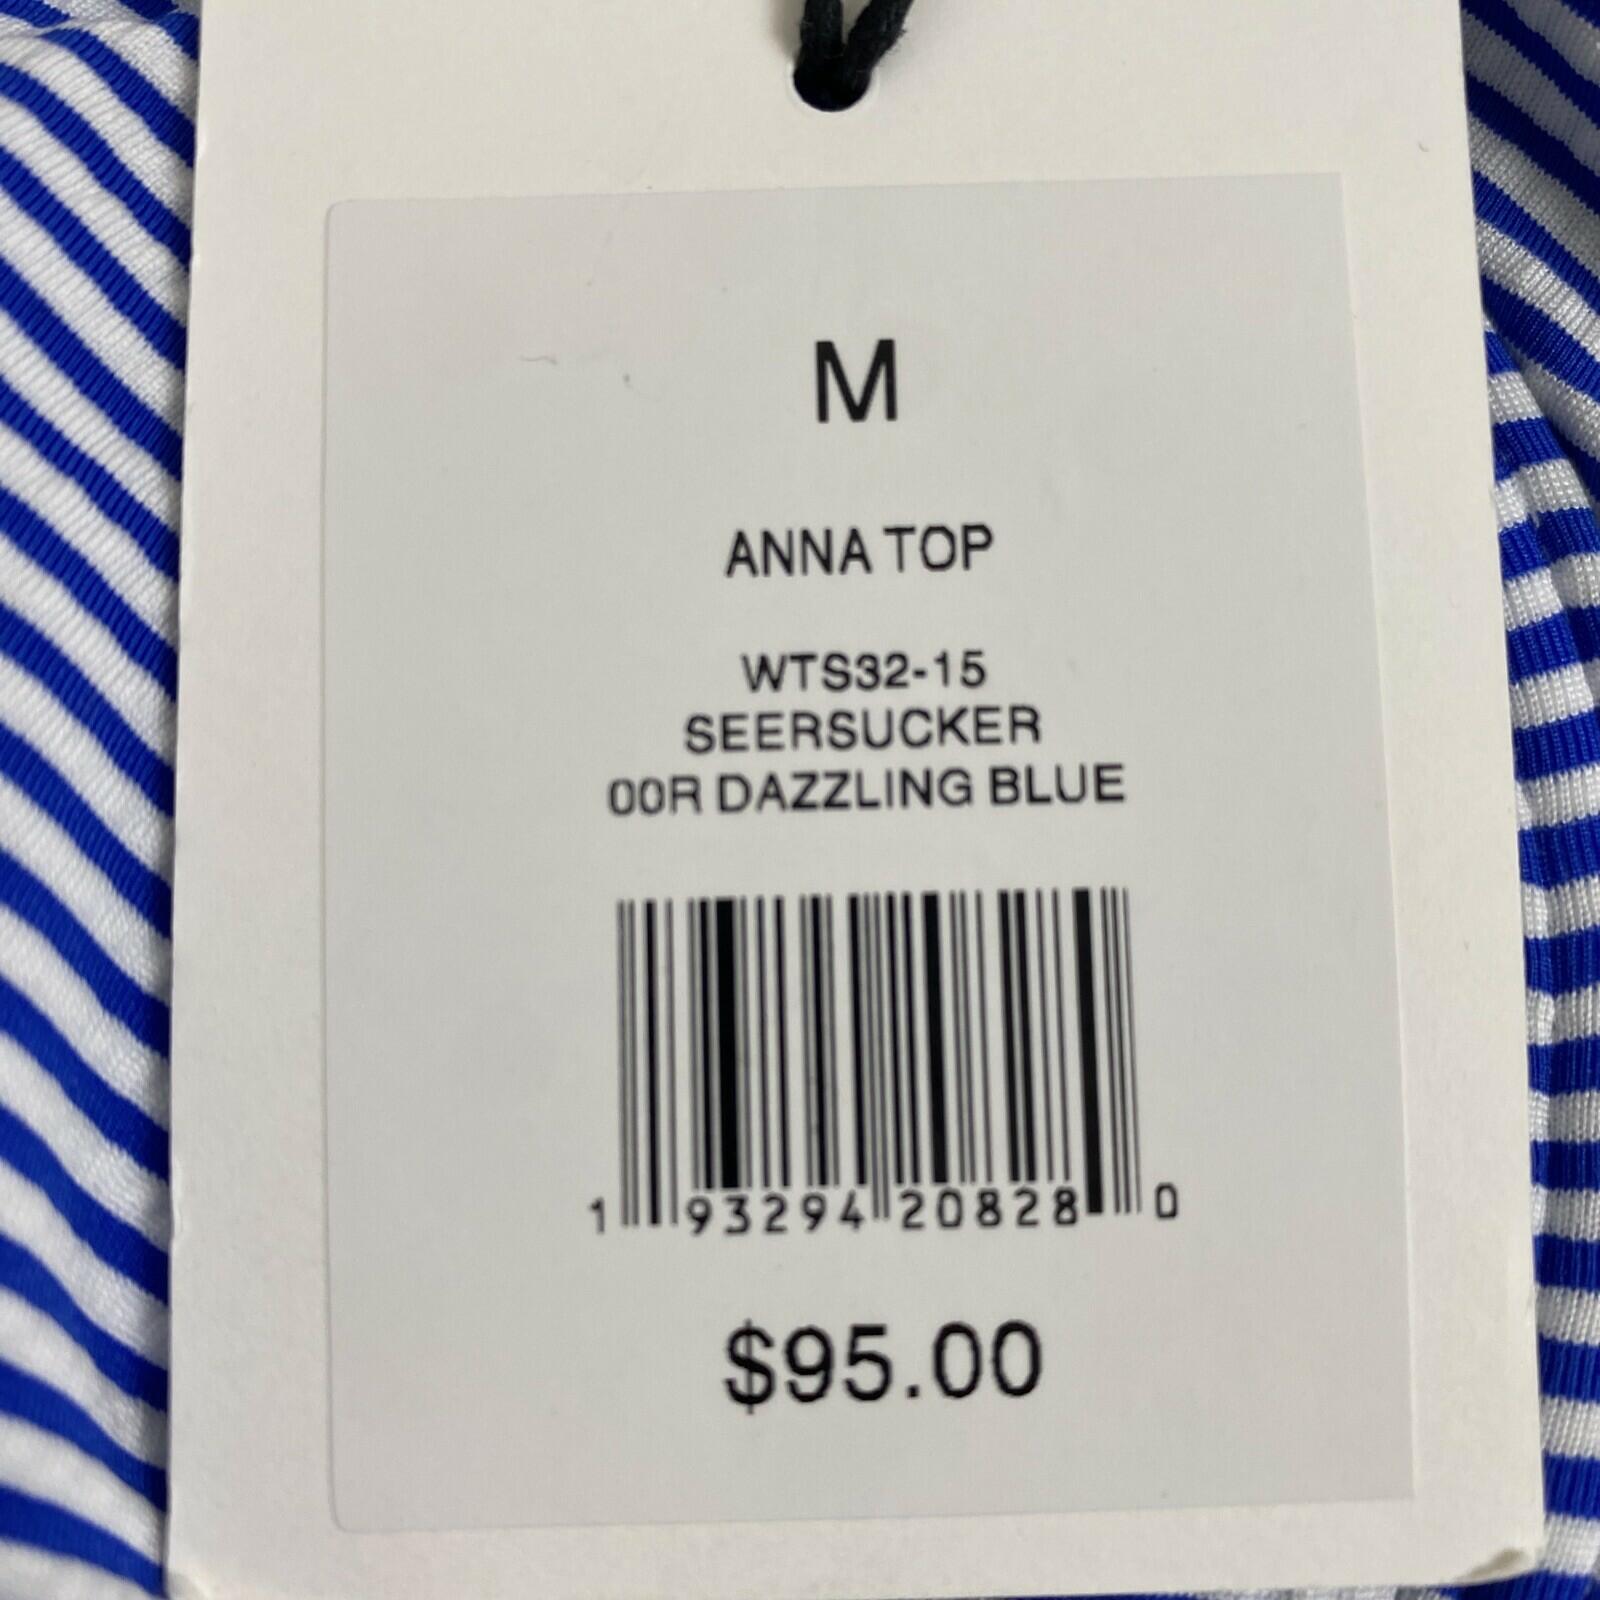 M
ANNA TOP
WTS32-15
SEERSUCKER
00R DAZZLING BLUE
1 93294 20828 0
$95.00